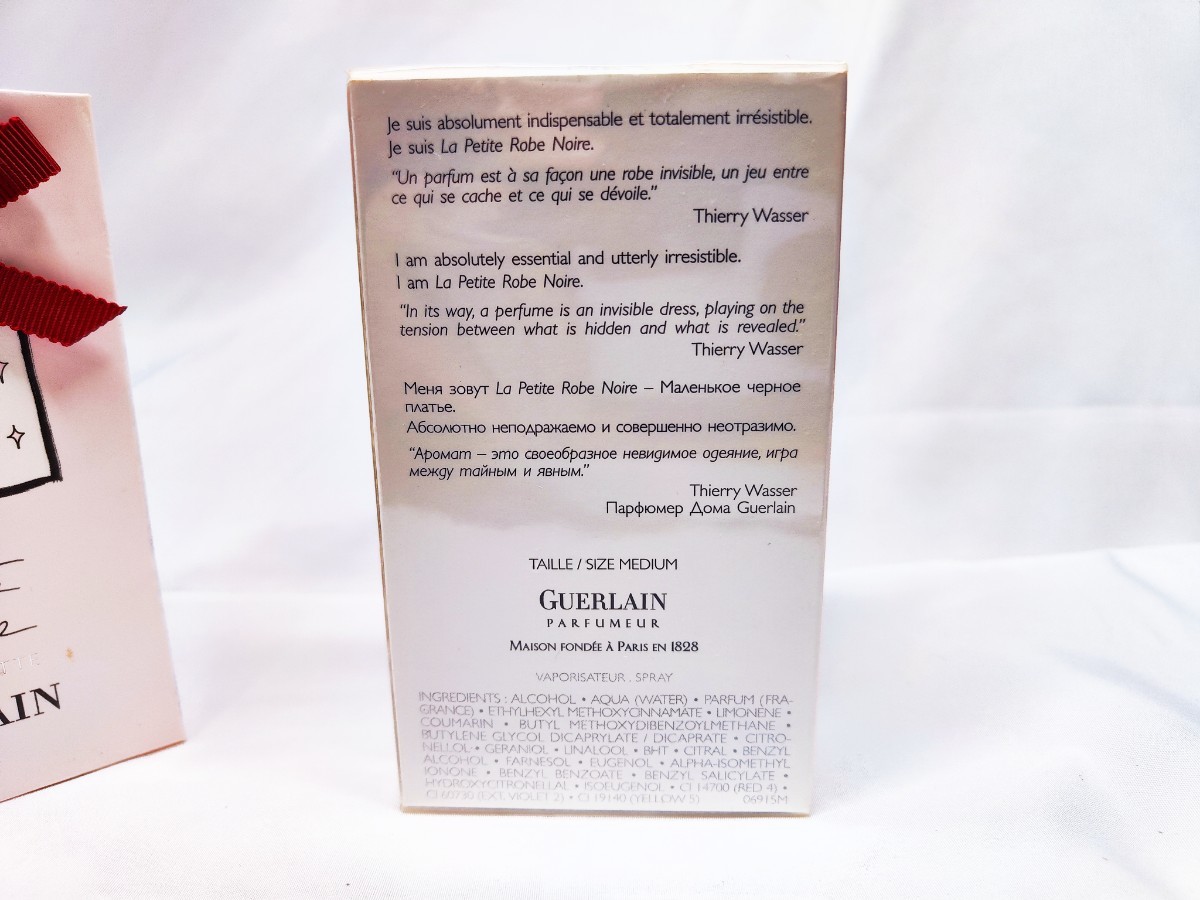 Je suis absolument indispensable et totalement irrésistible.
Je suis La Petite Robe Noire.
“Un parfum est à sa façon une robe invisible, un jeu entre
ce qui se cache et ce qui se dévoile.”
Thierry Wasser
I am absolutely essential and utterly irresistible.
I am La Petite Robe Noire.
“In its way, a perfume is an invisible dress, playing on the
tension between what is hidden and what is revealed.”
Thierry Wasser
Меня зовут La Petite Robe Noire – Маленькое черное
платье.
Абсолютно неподражаемо и совершенно неотразимо.
“Аромат – это своеобразное невидимое одеяние, игра
между тайным и явным.”
Thierry Wasser
Парфюмер Дома Guerlain
TAILLE / SIZE MEDIUM
GUERLAIN
PARFUMEUR
MAISON FONDÉE À PARIS EN 1828
VAPORISATEUR . SPRAY
INGREDIENTS : ALCOHOL • AQUA (WATER) • PARFUM (FRA-
GRANCE) • ETHYLHEXYL METHOXYCINNAMATE • LIMONENE •
COUMARIN • BUTYL METHOXYDIBENZOYLMETHANE •
BUTYLENE GLYCOL DICAPRYLATE / DICAPRATE • CITRO-
NELLOL • GERANIOL • LINALOOL • BHT • CITRAL • BENZYL
ALCOHOL • FARNESOL • EUGENOL • ALPHA-ISOMETHYL
IONONE • BENZYL BENZOATE • BENZYL SALICYLATE •
HYDROXYCITRONELLAL • ISOEUGENOL • CI 14700 (RED 4) •
CI 60730 (EXT. VIOLET 2) • CI 19140 (YELLOW 5) 06915M
AIN